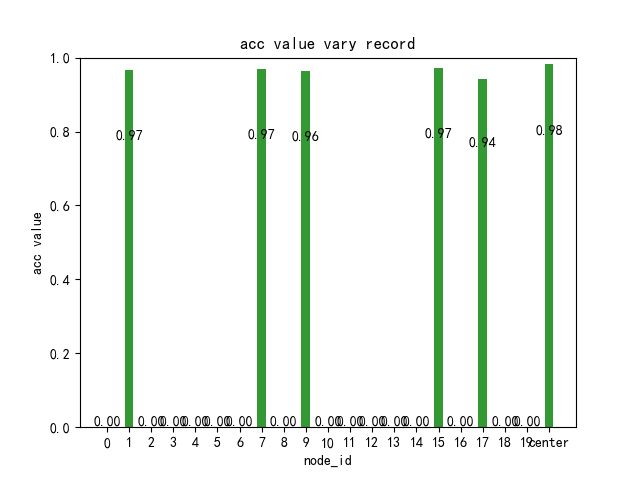 acc value vary record
acc value
1.0
0.8
0.6
0.4
0.2
0.0
0.97 0.97 0.96 0.97 0.94 0.98
0.00 0.00 0.00 0.00 0.00 0.00 0.00 0.00 0.00 0.00 0.00 0.00 0.00 0.00 0.00
0 1 2 3 4 5 6 7 8 9 10 11 12 13 14 15 16 17 18 19 center
node_id